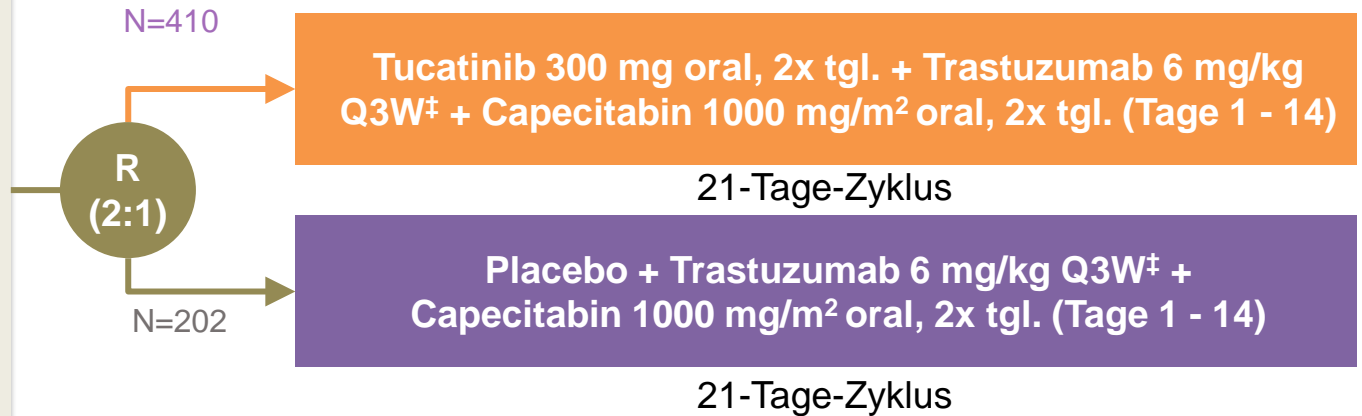 N=410
Tucatinib 300 mg oral, 2x tgl. + Trastuzumab 6 mg/kg
Q3W‡ + Capecitabin 1000 mg/m² oral, 2x tgl. (Tage 1 - 14)
21-Tage-Zyklus
R
(2:1)
Placebo + Trastuzumab 6 mg/kg Q3W‡ +
Capecitabin 1000 mg/m² oral, 2x tgl. (Tage 1 - 14)
N=202
21-Tage-Zyklus